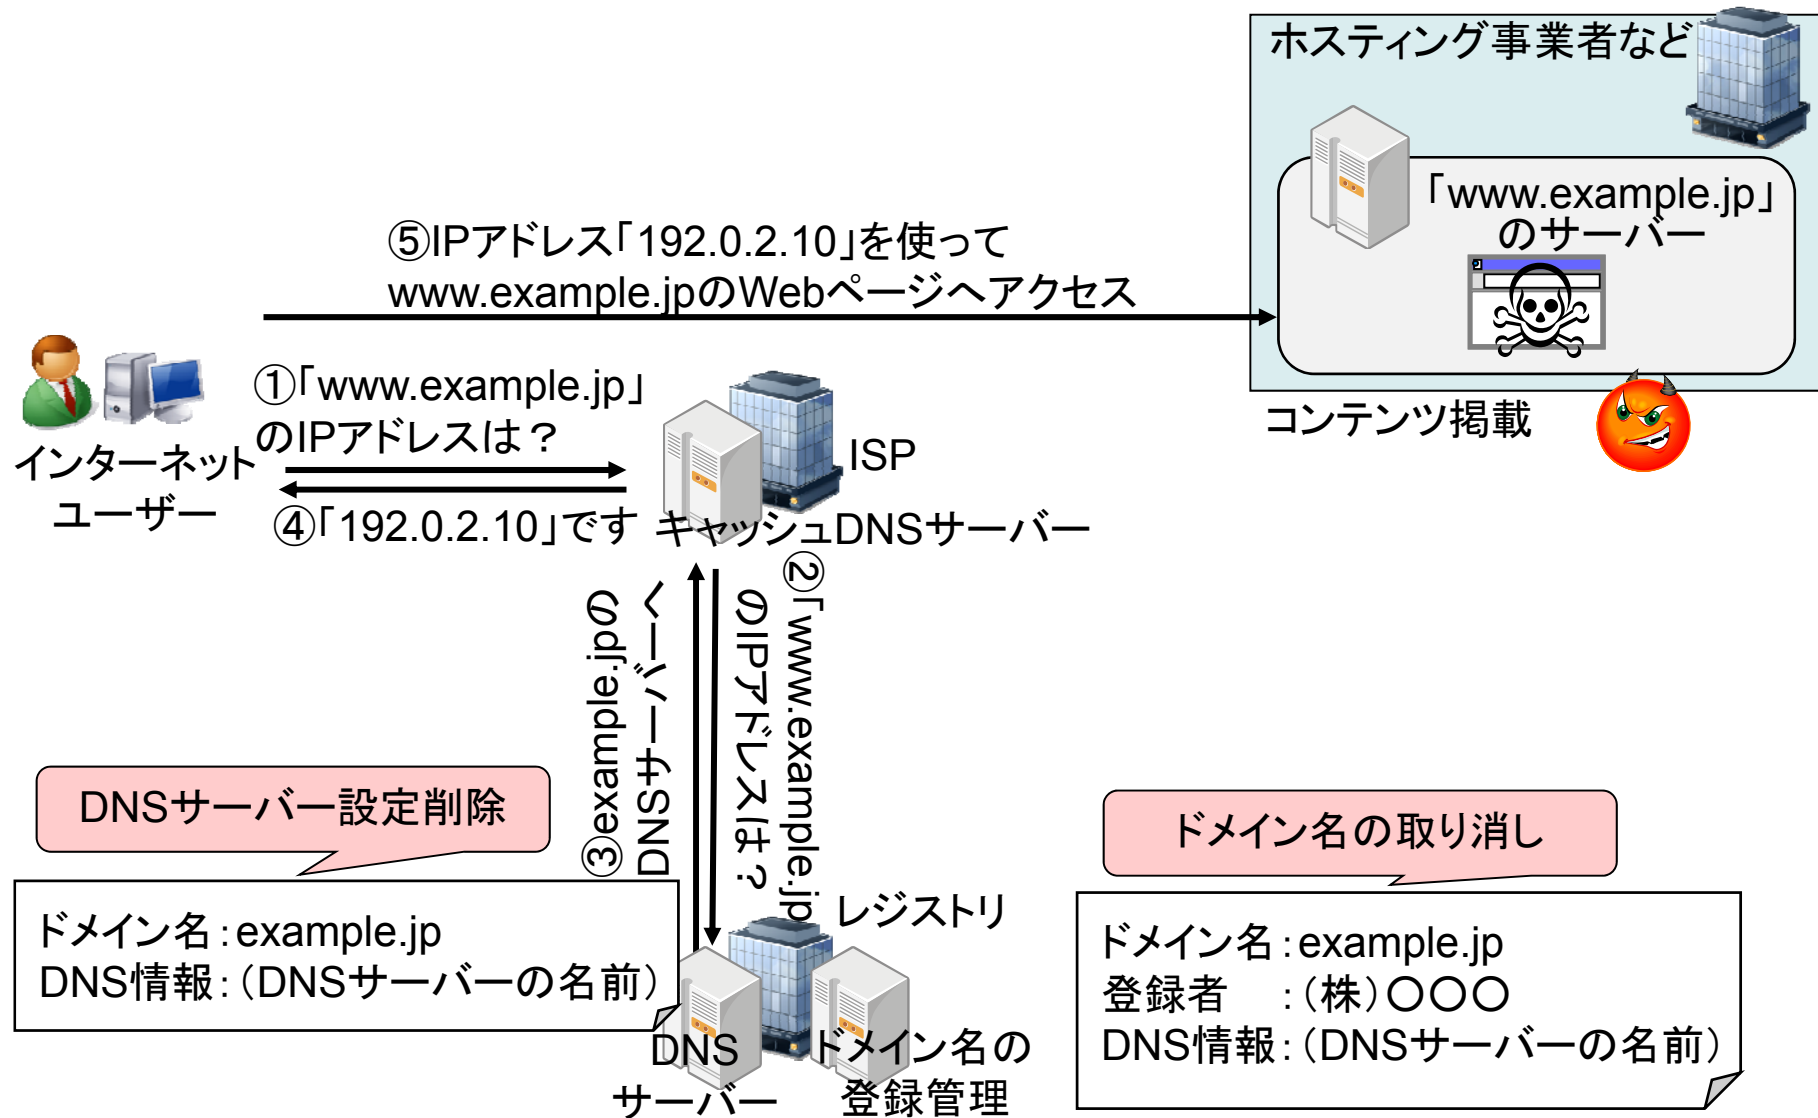 ホスティング事業者など
「www.example.jp」
のサーバー
⑤IPアドレス「192.0.2.10」を使って
www.example.jpのWebページへアクセス
コンテンツ掲載
インターネット
ユーザー
①「www.example.jp」
のIPアドレスは？
④「192.0.2.10」です
ISP
キャッシュDNSサーバー
②「www.example.jp
のIPアドレスは？
③example.jpの
DNSサーバーへ
DNSサーバー設定削除
ドメイン名：example.jp
DNS情報：（DNSサーバーの名前）
レジストリ
DNS
サーバー
ドメイン名の
登録管理
ドメイン名の取り消し
ドメイン名：example.jp
登録者　：（株）〇〇〇
DNS情報：（DNSサーバーの名前）